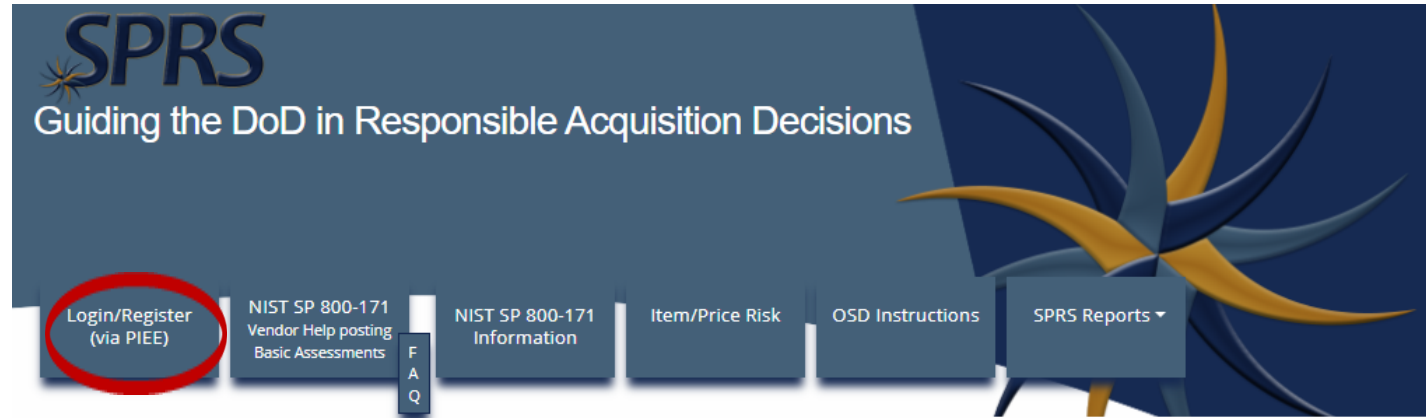 SPRS
Guiding the DoD in Responsible Acquisition Decisions
Login/Register
(via PIEE)
NIST SP 800-171
Vendor Help posting
Basic Assessments
F
A
Q
NIST SP 800-171
Information
Item/Price Risk
OSD Instructions
SPRS Reports